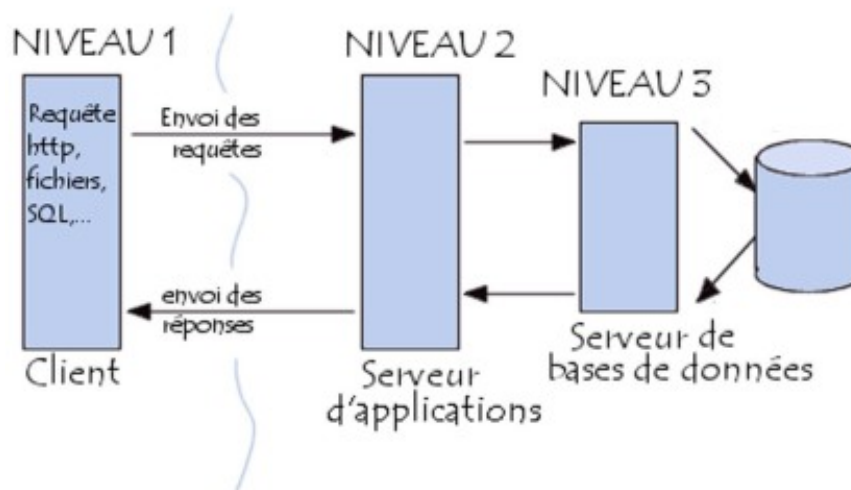 NIVEAU 1
NIVEAU 2
NIVEAU 3
Requête
http,
fichiers,
SQL,...
Envoi des
requêtes
envoi des
réponses
Client
Serveur
d'applications
Serveur de
bases de données